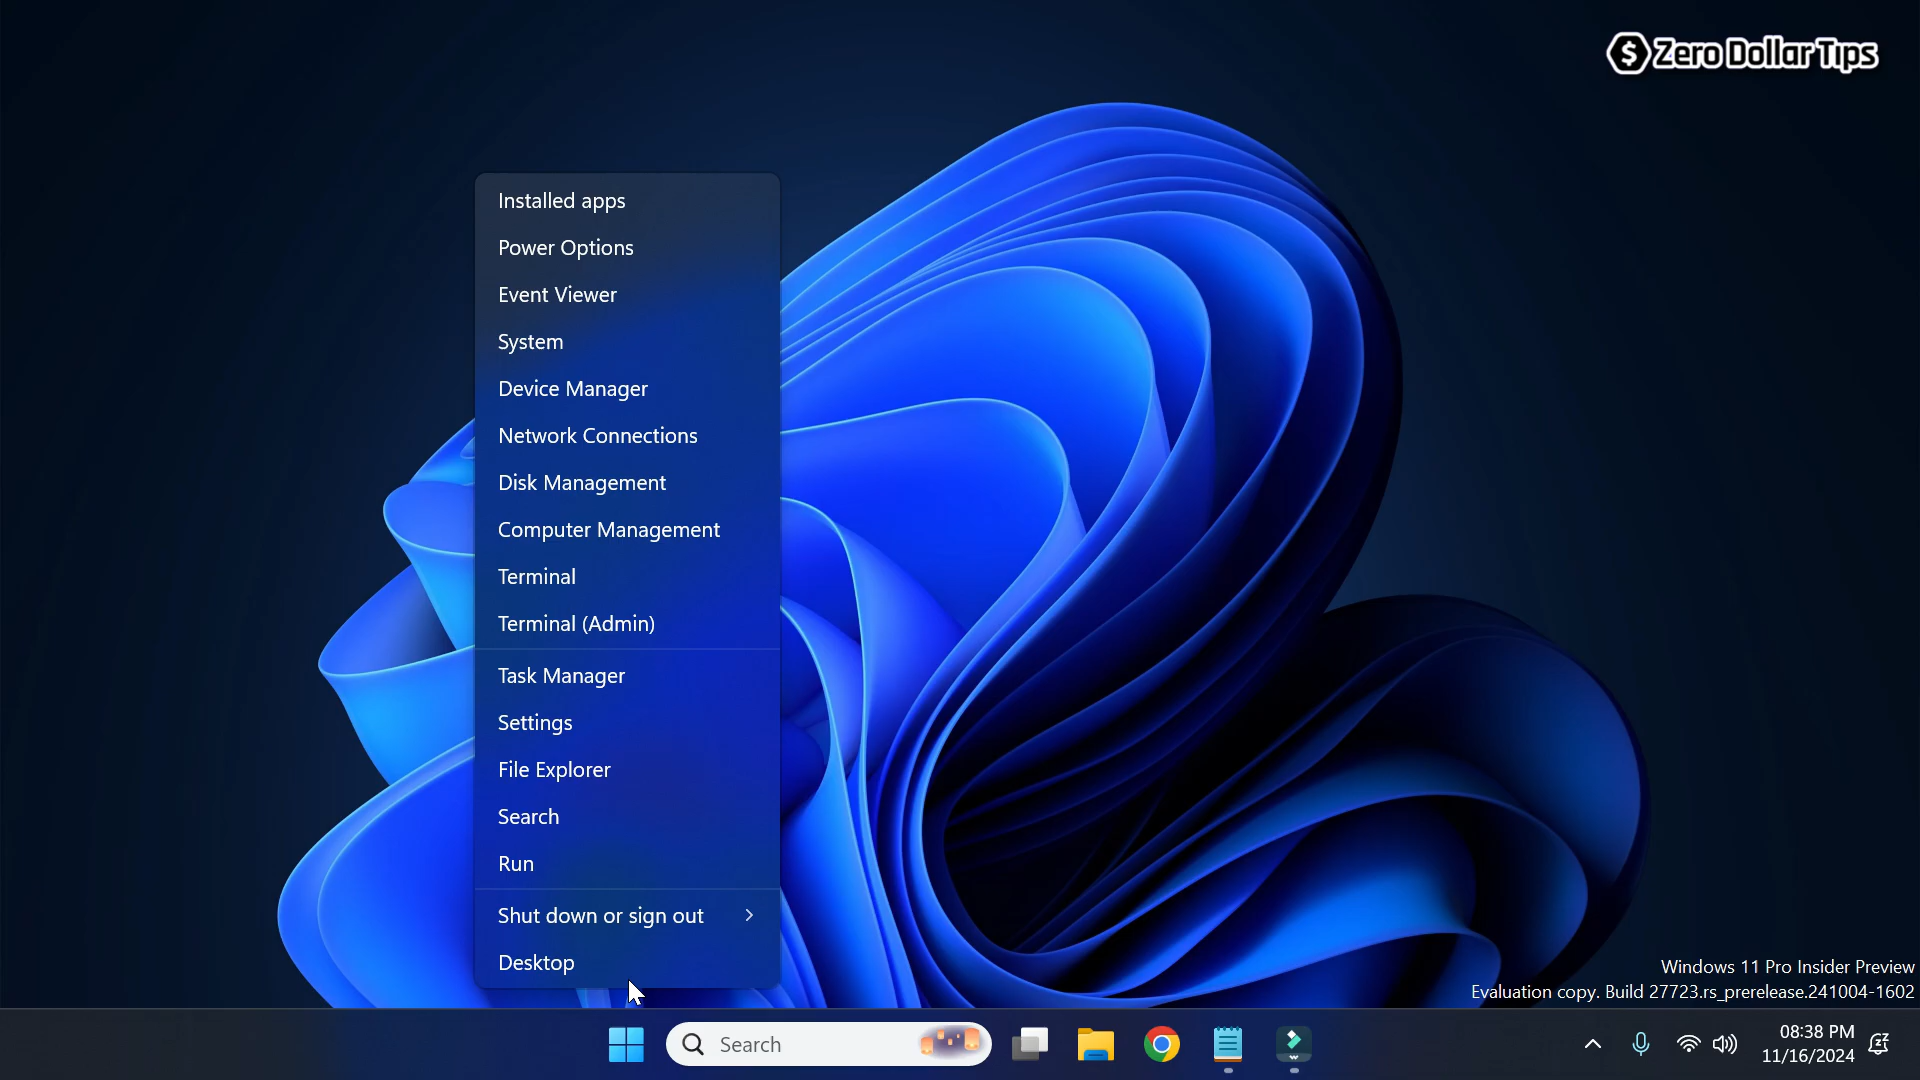 $ Zero Dollar Tips
Installed apps
Power Options
Event Viewer
System
Device Manager
Network Connections
Disk Management
Computer Management
Terminal
Terminal (Admin)
Task Manager
Settings
File Explorer
Search
Run
Shut down or sign out
Desktop
Windows 11 Pro Insider Preview
Evaluation copy. Build 27723.rs_prerelease.241004-1602
Search
08:38 PM
11/16/2024